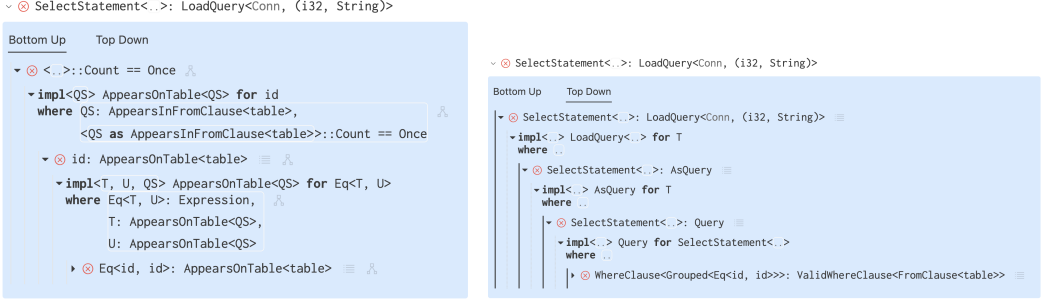 SelectStatement<..>: LoadQuery<Conn, (i32, String)>
Bottom Up Top Down
<..>::Count == Once
impl<QS> AppearsOnTable<QS> for id
where QS: AppearsInFromClause<table>,
<QS as AppearsInFromClause<table>>::Count == Once
id: AppearsOnTable<table>
impl<T, U, QS> AppearsOnTable<QS> for Eq<T, U>
where Eq<T, U>: Expression,
T: AppearsOnTable<QS>,
U: AppearsOnTable<QS>
Eq<id, id>: AppearsOnTable<table>
SelectStatement<..>: LoadQuery<Conn, (i32, String)>
Bottom Up Top Down
SelectStatement<..>: LoadQuery<Conn, (i32, String)>
impl<..> LoadQuery<..> for T
where ..
SelectStatement<..>: AsQuery
impl<..> AsQuery for T
where ..
SelectStatement<..>: Query
impl<..> Query for SelectStatement<..>
where ..
WhereClause<Grouped<Eq<id, id>>>: ValidWhereClause<FromClause<table>>